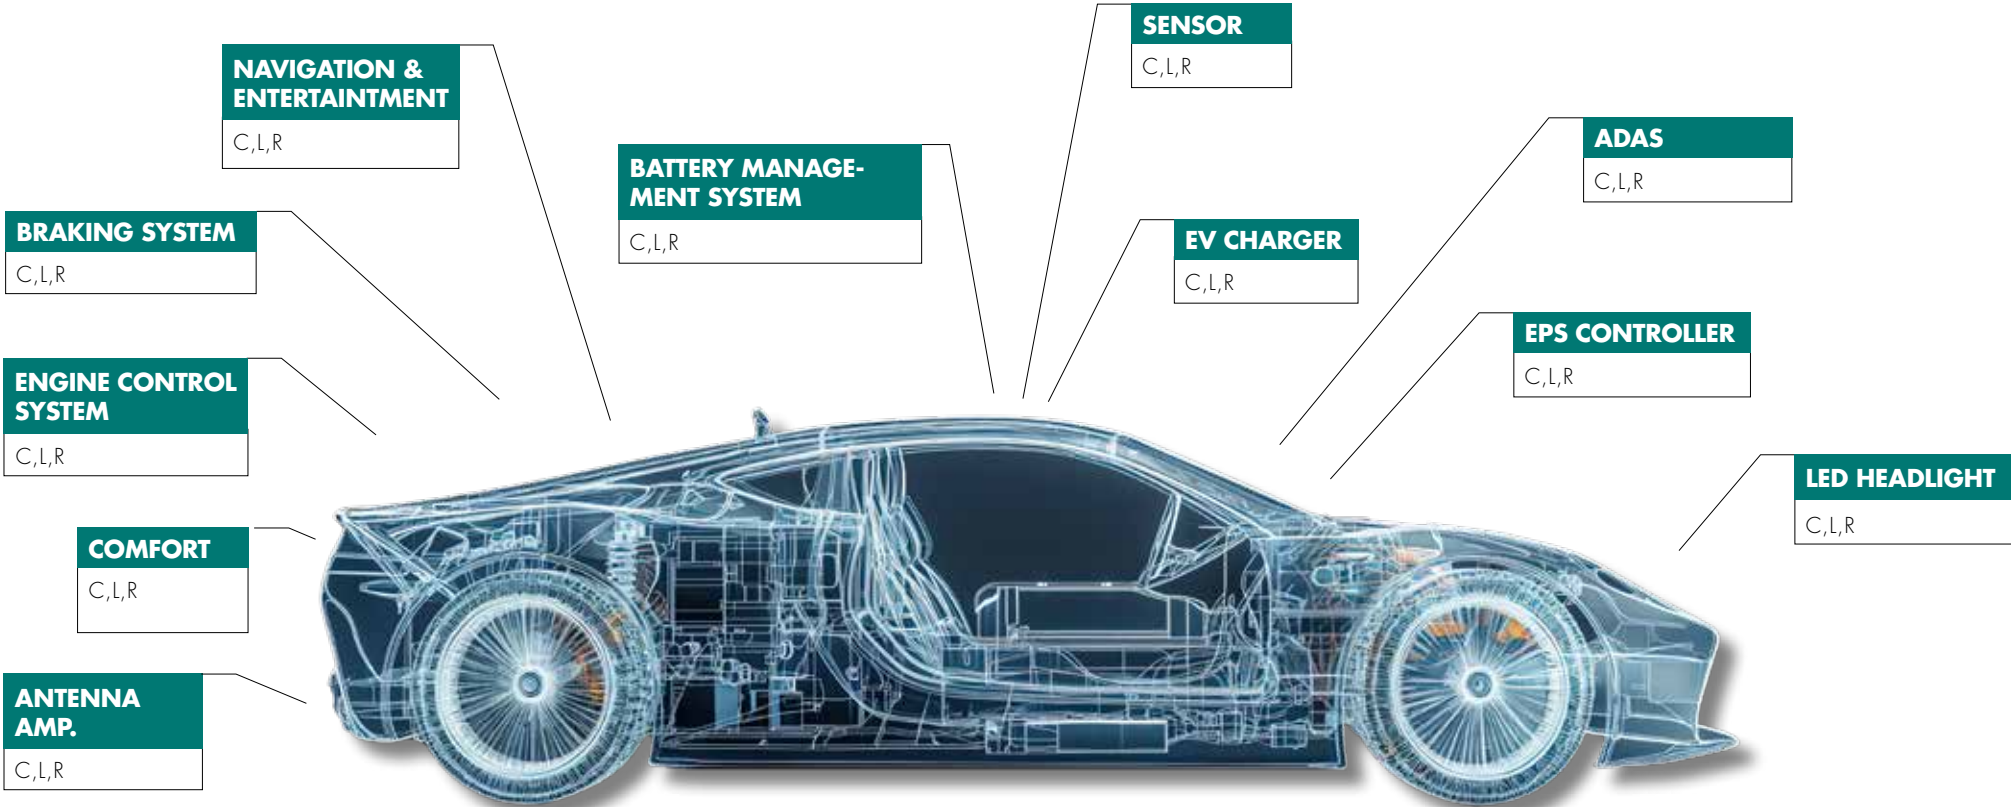 NAVIGATION &
ENTERTAINTMENT
C,L,R
BRAKING SYSTEM
C,L,R
ENGINE CONTROL
SYSTEM
C,L,R
COMFORT
C,L,R
ANTENNA
AMP.
C,L,R
BATTERY MANAGE-
MENT SYSTEM
C,L,R
SENSOR
C,L,R
EV CHARGER
C,L,R
ADAS
C,L,R
EPS CONTROLLER
C,L,R
LED HEADLIGHT
C,L,R